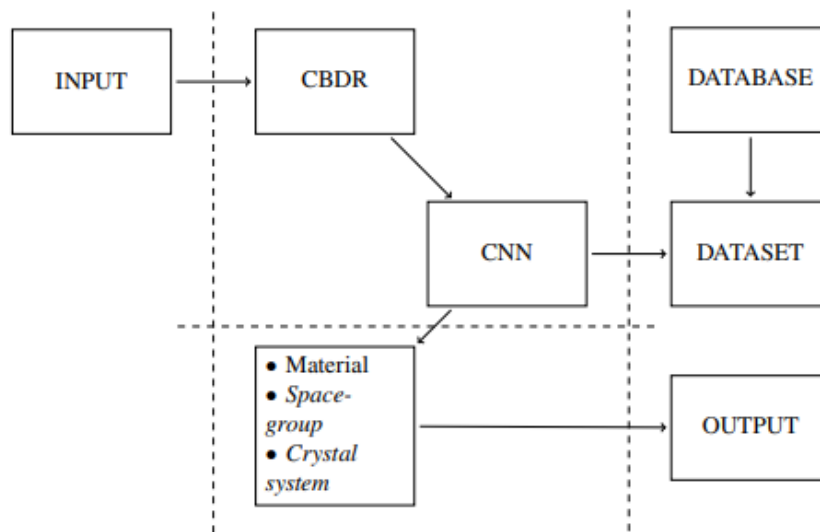 INPUT
CBDR
DATABASE
CNN
DATASET
● Material
● Space-
group
● Crystal
system
OUTPUT